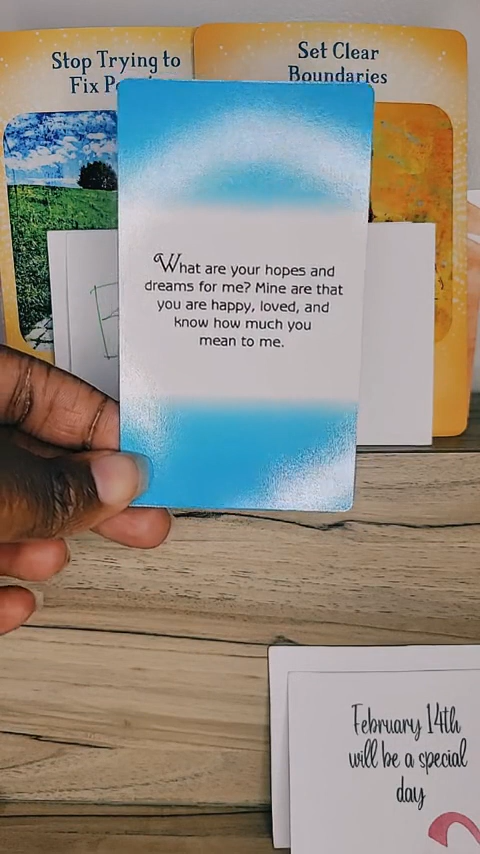 Stop Trying to
Fix
Set Clear
Boundaries
What are your hopes and
dreams for me? Mine are that
you are happy, loved, and
know how much you
mean to me.
February 14th
will be a special
day